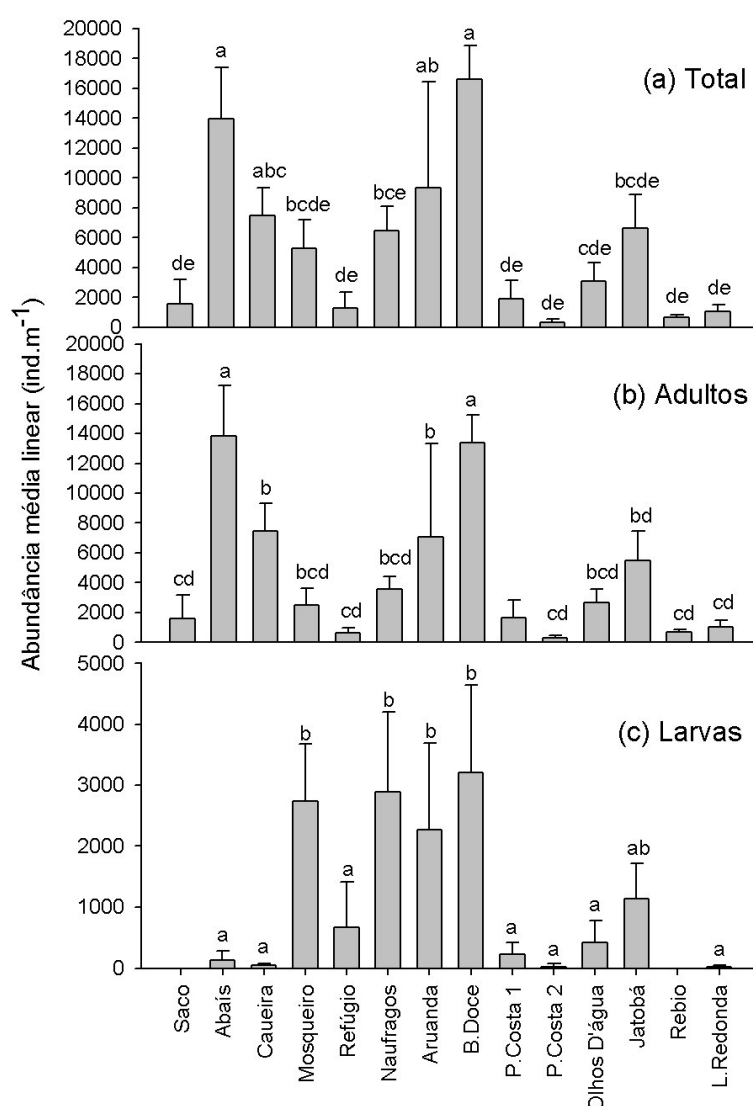 Abundância média linear (ind.m-1)
(a) Total
20000
18000
16000
14000
12000
10000
8000
6000
4000
2000
0
de
a
abc
bcde
de
bce
ab
a
de
de
cde
bcde
de
de
(b) Adultos
20000
18000
16000
14000
12000
10000
8000
6000
4000
2000
0
cd
a
b
bcd
cd
bcd
b
a
cd
bcd
bd
cd
cd
(c) Larvas
5000
4000
3000
2000
1000
0
a
a
b
a
b
b
b
a
a
a
ab
a
Saco
Abaís
Caueira
Mosqueiro
Refúgio
Naufragos
Aruanda
B.Doce
P.Costa 1
P.Costa 2
Olhos D'água
Jatobá
Rebio
L.Redonda